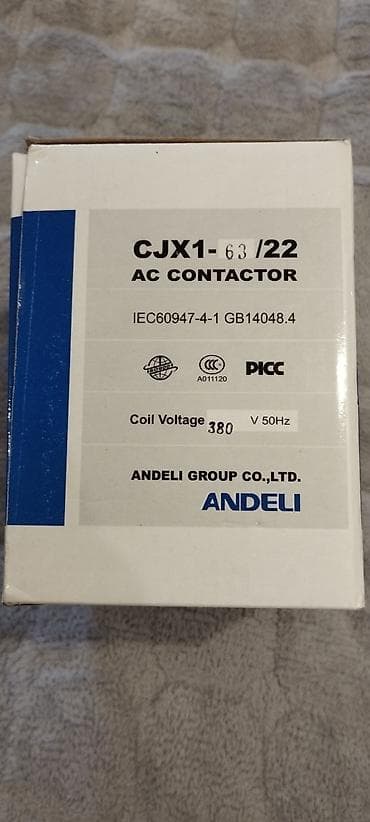 CJX1-63/22
AC CONTACTOR
IEC60947-4-1 GB14048.4
CCC
A011120
PICC
Coil Voltage 380 V 50Hz
ANDELI GROUP CO.,LTD.
ANDELI